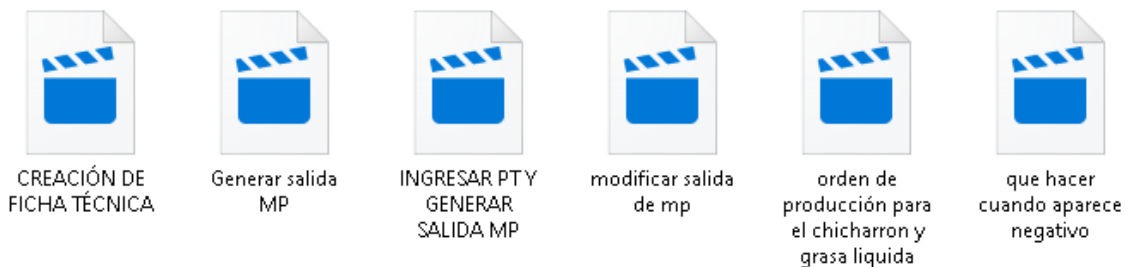 CREACIÓN DE
FICHA TÉCNICA
Generar salida
MP
INGRESAR PT Y
GENERAR
SALIDA MP
modificar salida
de mp
orden de
producción para
el chicharron y
grasa liquida
que hacer
cuando aparece
negativo